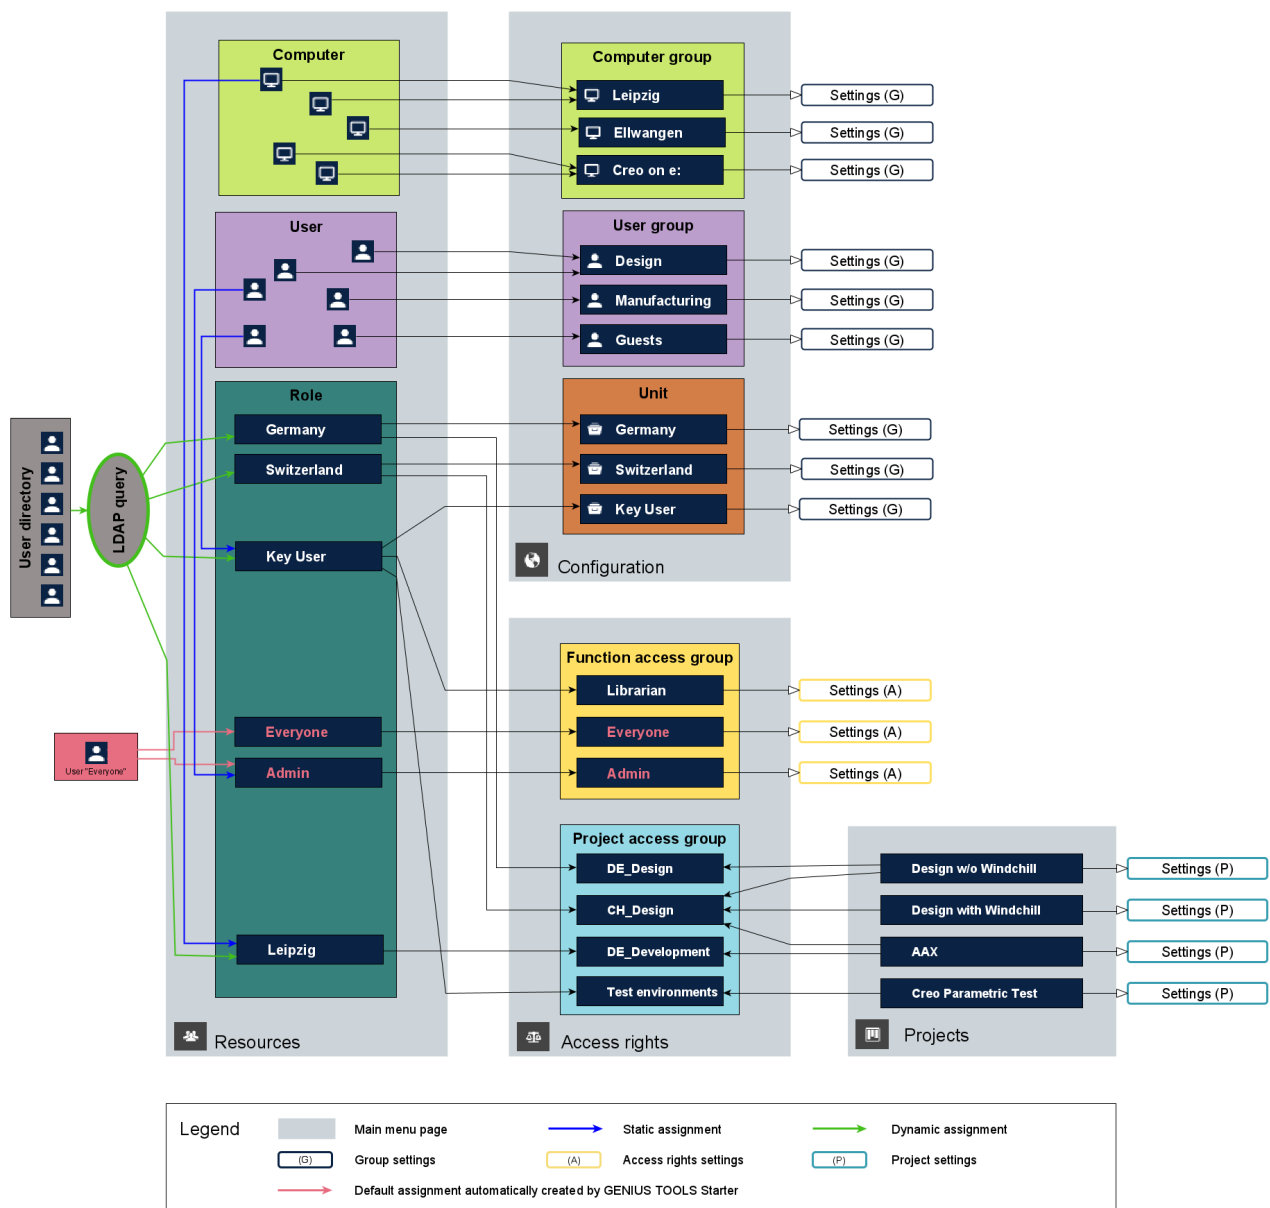 Computer
User
Role
Germany
Switzerland
Key User
Everyone
Admin
Leipzig
Resources
User directory
LDAP query
User "Everyone"
Computer group
Leipzig
Settings (G)
Ellwangen
Settings (G)
Creo on e:
Settings (G)
User group
Design
Settings (G)
Manufacturing
Settings (G)
Guests
Settings (G)
Unit
Germany
Settings (G)
Switzerland
Settings (G)
Key User
Settings (G)
Configuration
Function access group
Librarian
Settings (A)
Everyone
Settings (A)
Admin
Settings (A)
Project access group
DE_Design
CH_Design
DE_Development
Test environments
Access rights
Design w/o Windchill
Settings (P)
Design with Windchill
Settings (P)
AAX
Settings (P)
Creo Parametric Test
Settings (P)
Projects
Legend
Main menu page
Static assignment
Dynamic assignment
(G)
Group settings
(A)
Access rights settings
(P)
Project settings
Default assignment automatically created by GENIUS TOOLS Starter